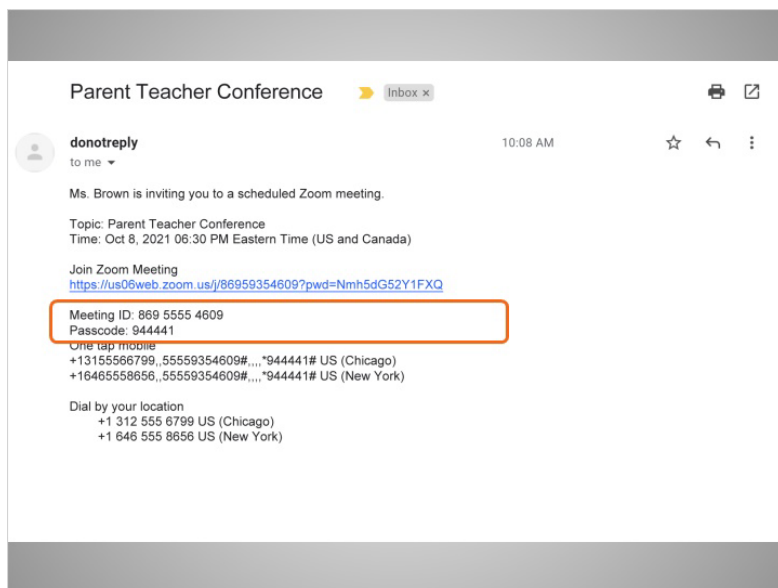 Parent Teacher Conference
Inbox ×
donotreply
10:08 AM
to me
Ms. Brown is inviting you to a scheduled Zoom meeting.
Topic: Parent Teacher Conference
Time: Oct 8, 2021 06:30 PM Eastern Time (US and Canada)
Join Zoom Meeting
https://us06web.zoom.us/j/86959354609?pwd=Nmh5dG52Y1FXQ
Meeting ID: 869 5555 4609
Passcode: 944441
One tap mobile
+13155566799,,55559354609#,,,,*944441# US (Chicago)
+16465558656,,55559354609#,,,,*944441# US (New York)
Dial by your location
+1 312 555 6799 US (Chicago)
+1 646 555 8656 US (New York)